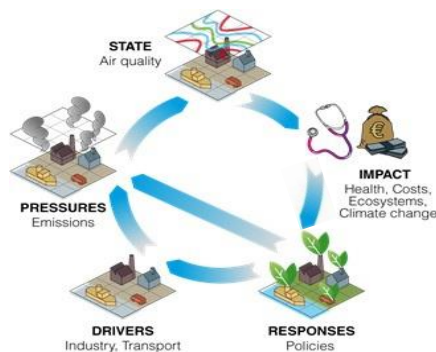 STATE
Air quality
€
IMPACT
Health, Costs,
Ecosystems,
Climate change
PRESSURES
Emissions
DRIVERS
Industry, Transport
RESPONSES
Policies